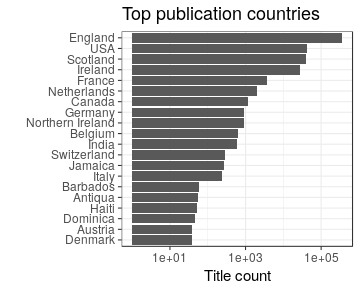 Top publication countries
England
USA
Scotland
Ireland
France
Netherlands
Canada
Germany
Northern Ireland
Belgium
India
Switzerland
Jamaica
Italy
Barbados
Antigua
Haiti
Dominica
Austria
Denmark
1e+01 1e+03 1e+05
Title count